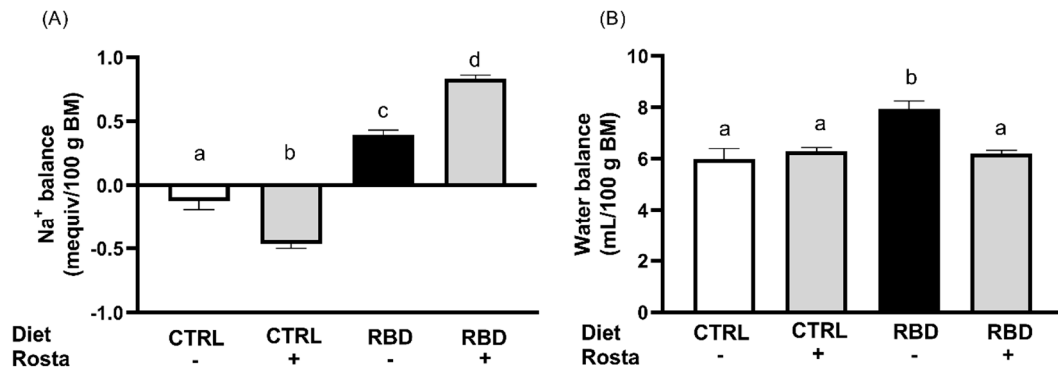 (A)
Na⁺ balance
(mequiv/100 g BM)
1.0
0.5
0.0
-0.5
-1.0
a
b
c
d
Diet CTRL CTRL RBD RBD
Rosta - + - +
(B)
Water balance
(mL/100 g BM)
10
8
6
4
2
0
a
a
b
a
Diet CTRL CTRL RBD RBD
Rosta - + - +